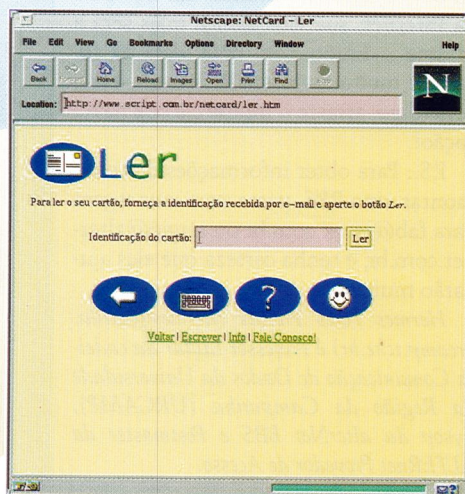 Netscape: NetCard – Ler
File Edit View Go Bookmarks Options Directory Window Help
Back Home Reload Images Open Print Find Stop
N
Location: http://www.script.com.br/netcard/ler.htm
Ler
Para ler o seu cartão, forneça a identificação recebida por e-mail e aperte o botão Ler.
Identificação do cartão: Ler
?
Voltar | Escrever | Info | Fale Conosco!